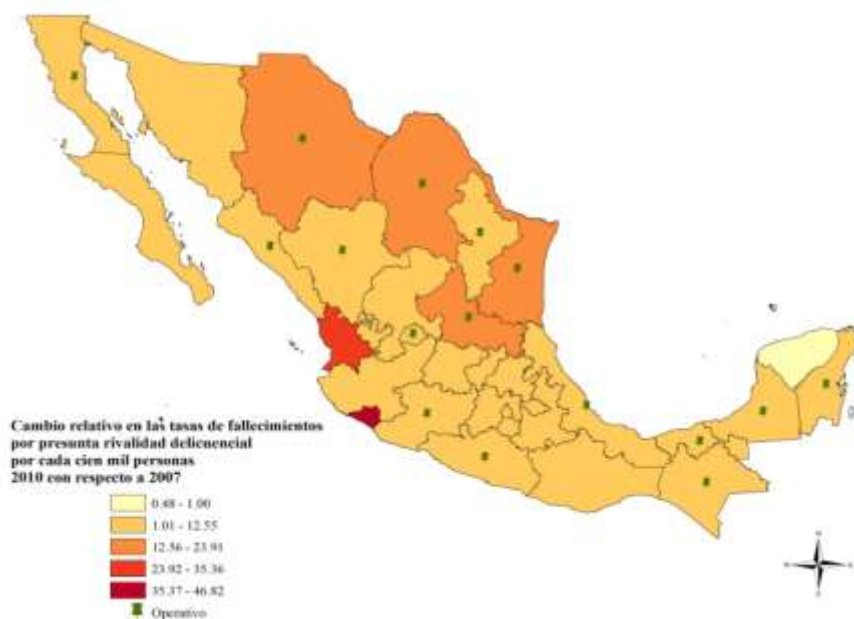 Cambio relativo en las tasas de fallecimientos
por presunta rivalidad delicuencial
por cada cien mil personas
2010 con respecto a 2007
0.48 - 1.00
1.01 - 12.55
12.56 - 23.91
23.92 - 35.36
35.37 - 46.82
Operativo